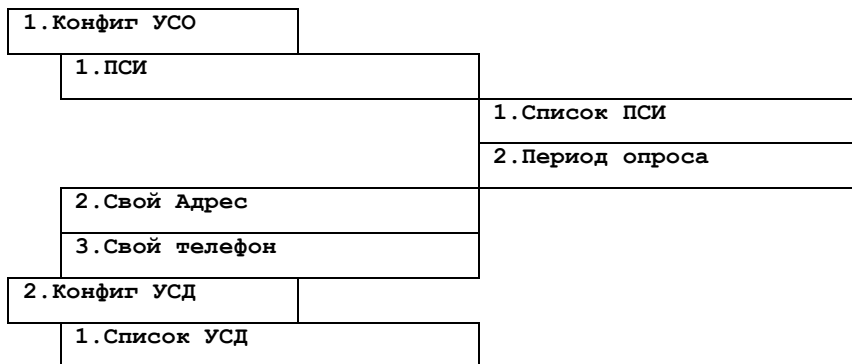 1.Конфиг УСО
1.ПСИ
1.Список ПСИ
2.Период опроса
2.Свой Адрес
3.Свой телефон
2.Конфиг УСД
1.Список УСД